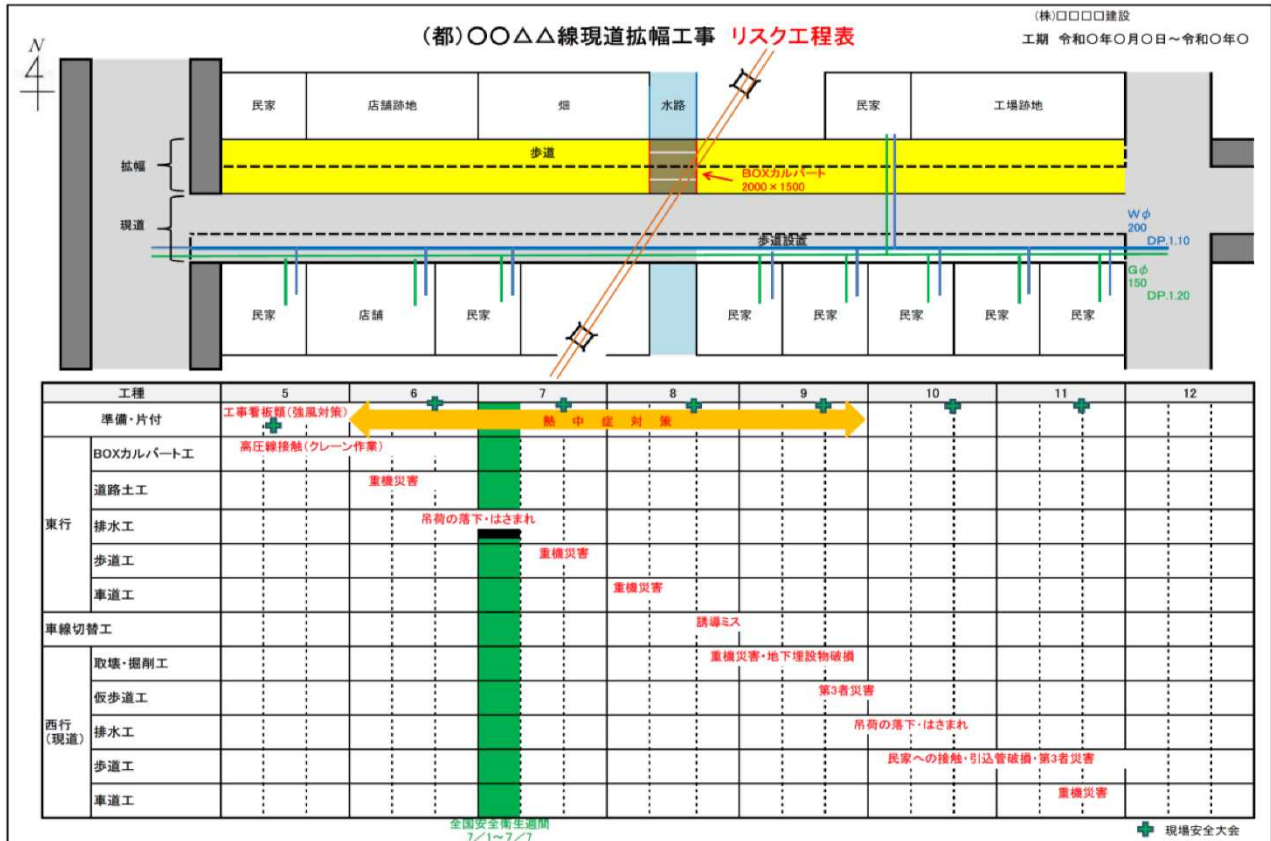 (株)□□□□建設
(都)〇〇△△線現道拡幅工事 リスク工程表
工期 令和〇年〇月〇日～令和〇年〇
N
民家
店舗跡地
畑
水路
民家
工場跡地
拡幅
歩道
BOXカルバート
2000×1500
現道
歩道設置
Wφ
200
DP.1.10
Gφ
150
DP.1.20
民家
店舗
民家
民家
民家
民家
民家
民家
工種 5 6 7 8 9 10 11 12
準備・片付
工事看板類(強風対策)
熱中症対策
東行
BOXカルバート工
高圧線接触(クレーン作業)
道路土工
重機災害
排水工
吊荷の落下・はさまれ
歩道工
重機災害
車道工
重機災害
車線切替工
誘導ミス
西行
(現道)
取壊・掘削工
重機災害・地下埋設物破損
仮歩道工
第3者災害
排水工
吊荷の落下・はさまれ
歩道工
民家への接触・引込管破損・第3者災害
車道工
重機災害
全国安全衛生週間
7/1～7/7
現場安全大会